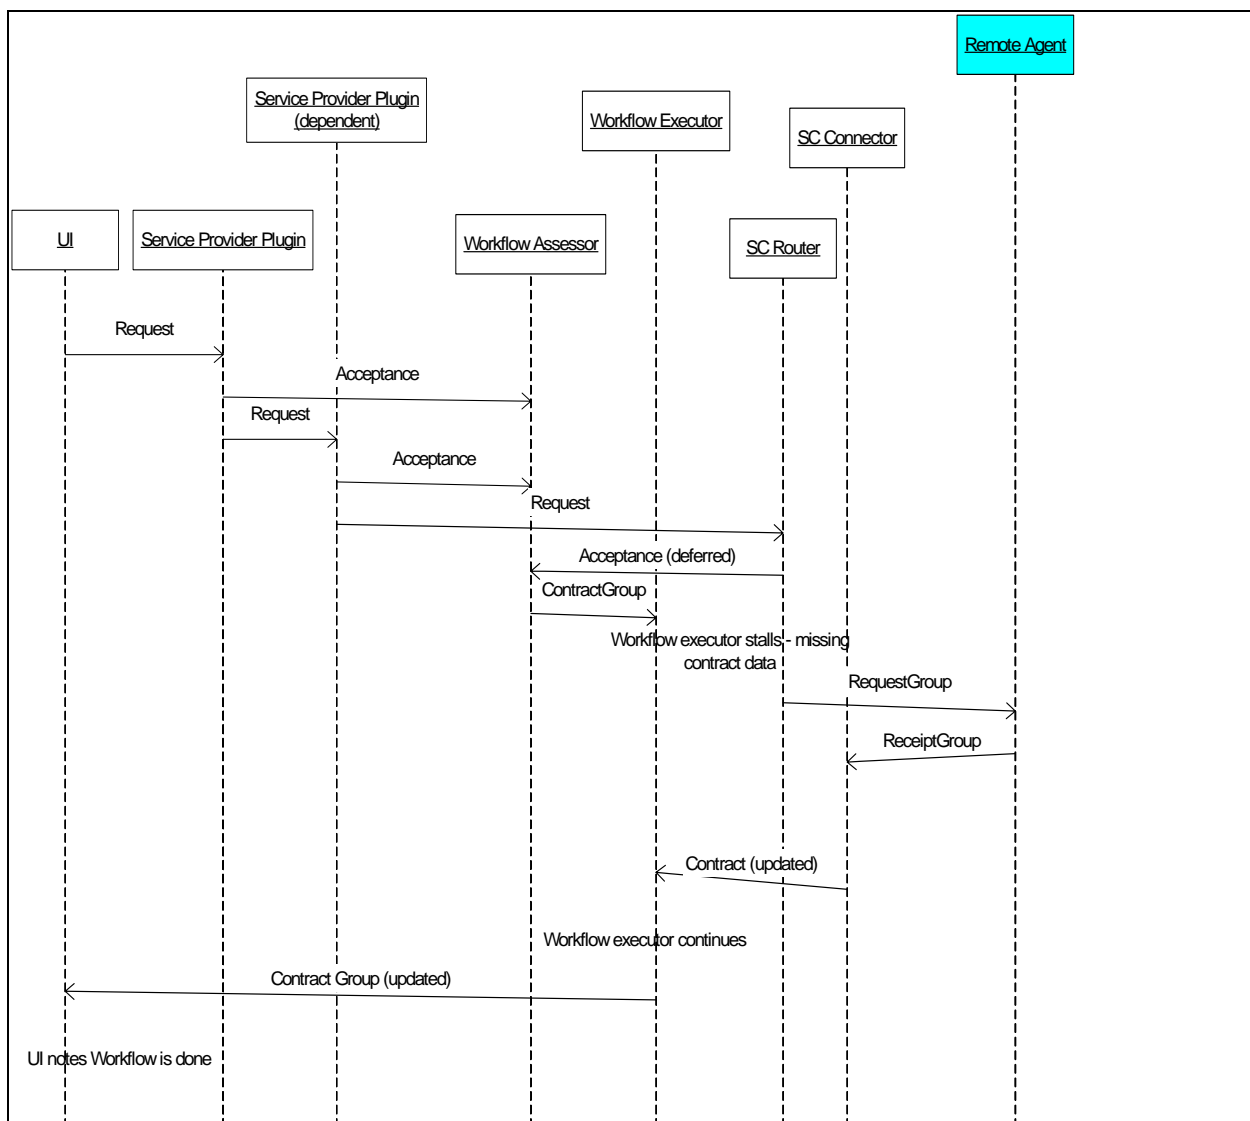 Remote Agent
Service Provider Plugin
(dependent)
Workflow Executor
SC Connector
UI
Service Provider Plugin
Workflow Assessor
SC Router
Request
Acceptance
Request
Acceptance
Request
Acceptance (deferred)
ContractGroup
Workflow executor stalls - missing
contract data
RequestGroup
ReceiptGroup
Contract (updated)
Workflow executor continues
Contract Group (updated)
UI notes Workflow is done